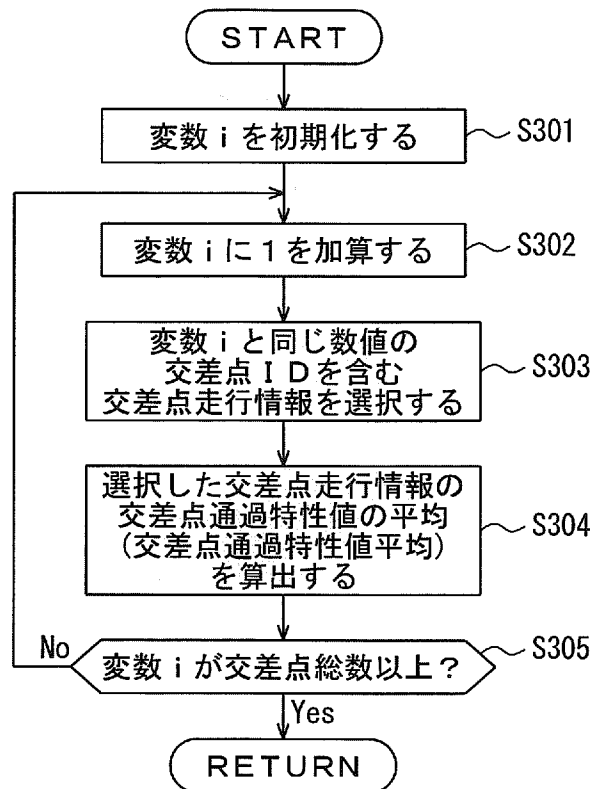 START
変数iを初期化する
S301
変数iに1を加算する
S302
変数iと同じ数値の
交差点IDを含む
交差点走行情報を選択する
S303
選択した交差点走行情報の
交差点通過特性値の平均
(交差点通過特性値平均)
を算出する
S304
No
変数iが交差点総数以上?
S305
Yes
RETURN